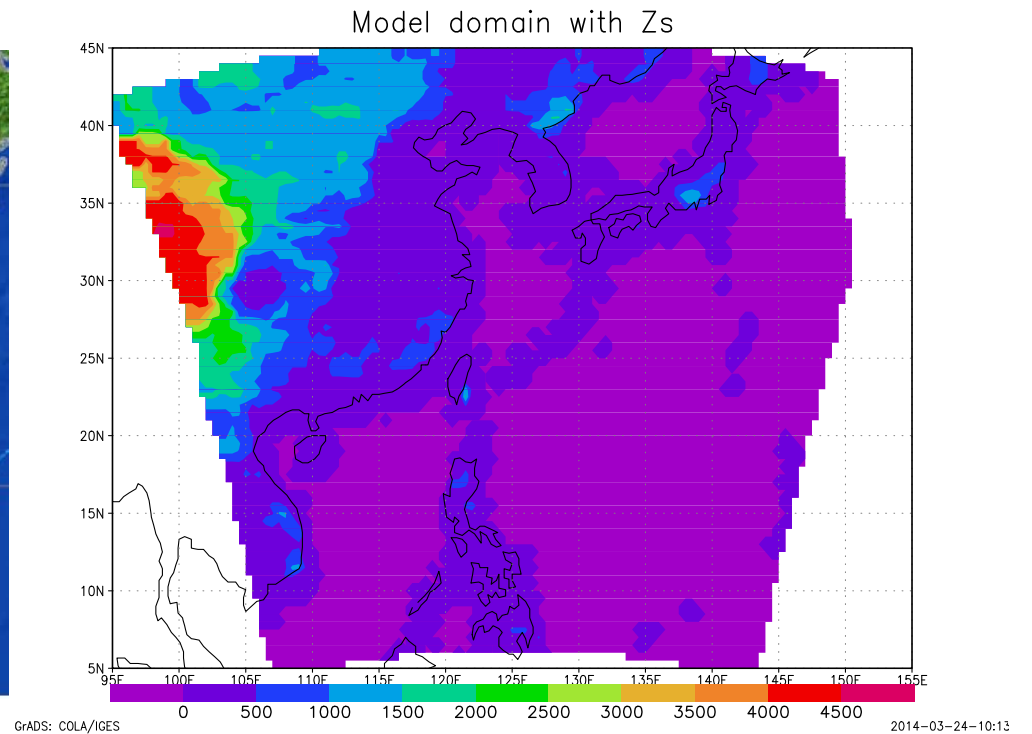 Model domain with Zs
45N
40N
35N
30N
25N
20N
15N
10N
5N
95E 100E 105E 110E 115E 120E 125E 130E 135E 140E 145E 150E 155E
0 500 1000 1500 2000 2500 3000 3500 4000 4500
GrADS: COLA/IGES 2014-03-24-10:13